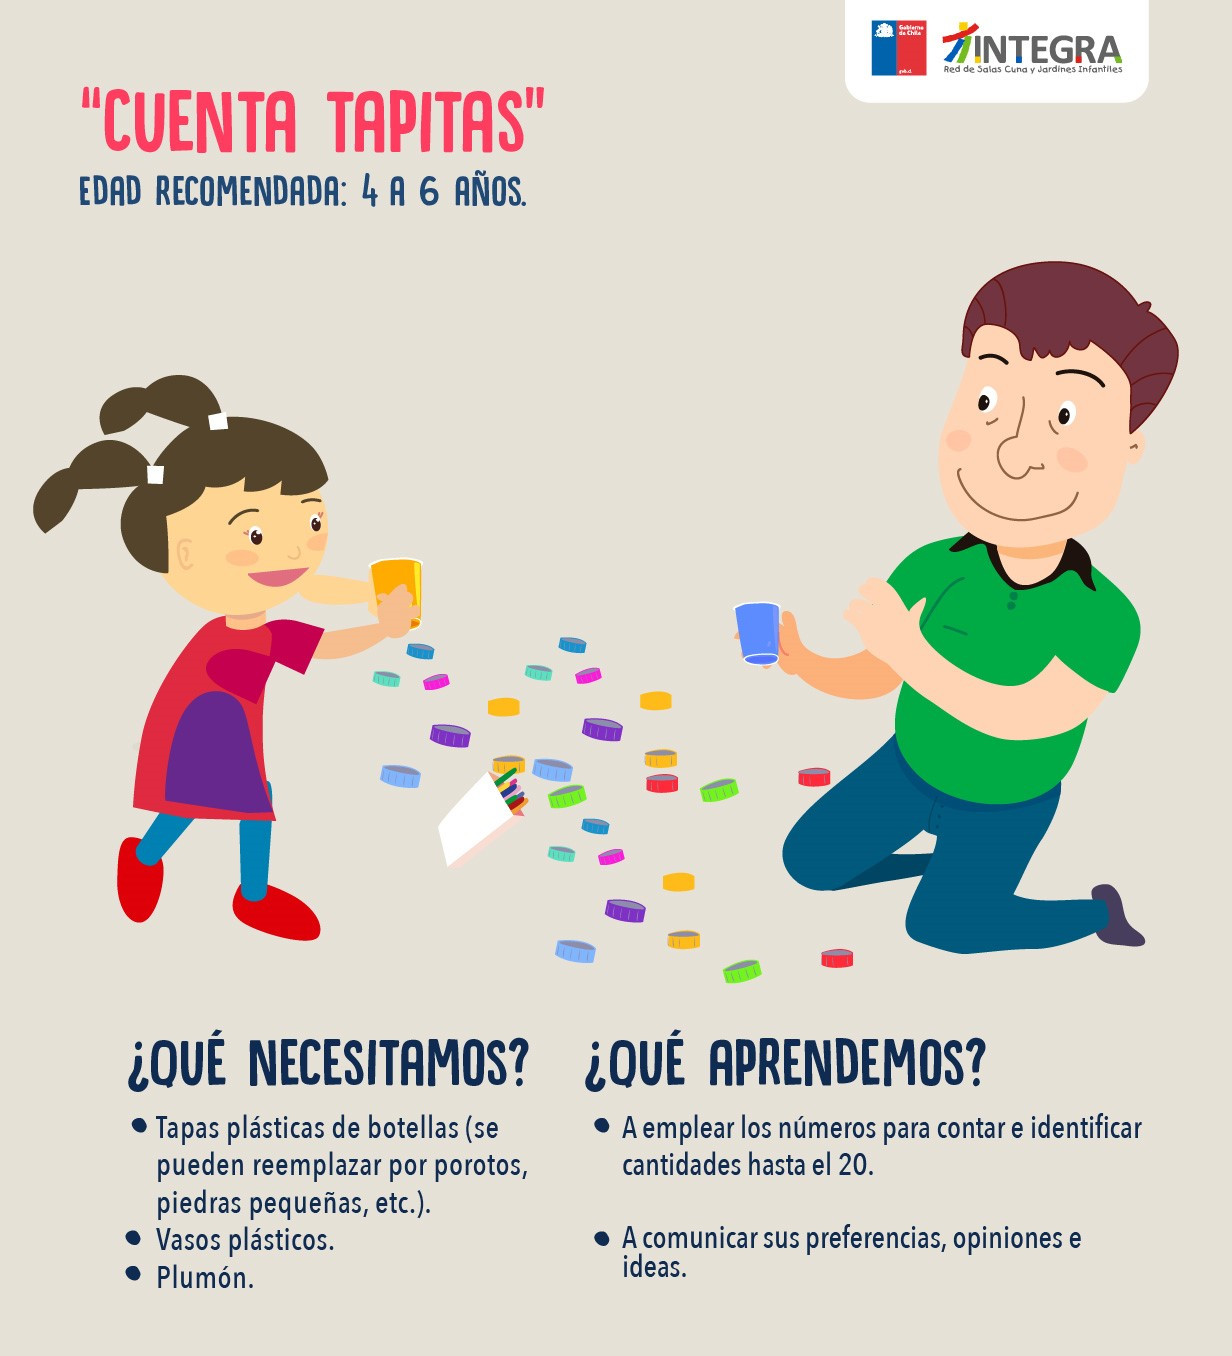 Gobierno
de Chile
gob.cl
INTEGRA
Red de Salas Cuna y Jardines Infantiles
“CUENTA TAPITAS”
EDAD RECOMENDADA: 4 A 6 AÑOS.
¿QUÉ NECESITAMOS?
• Tapas plásticas de botellas (se
pueden reemplazar por porotos,
piedras pequeñas, etc.).
• Vasos plásticos.
• Plumón.
¿QUÉ APRENDEMOS?
• A emplear los números para contar e identificar
cantidades hasta el 20.
• A comunicar sus preferencias, opiniones e
ideas.